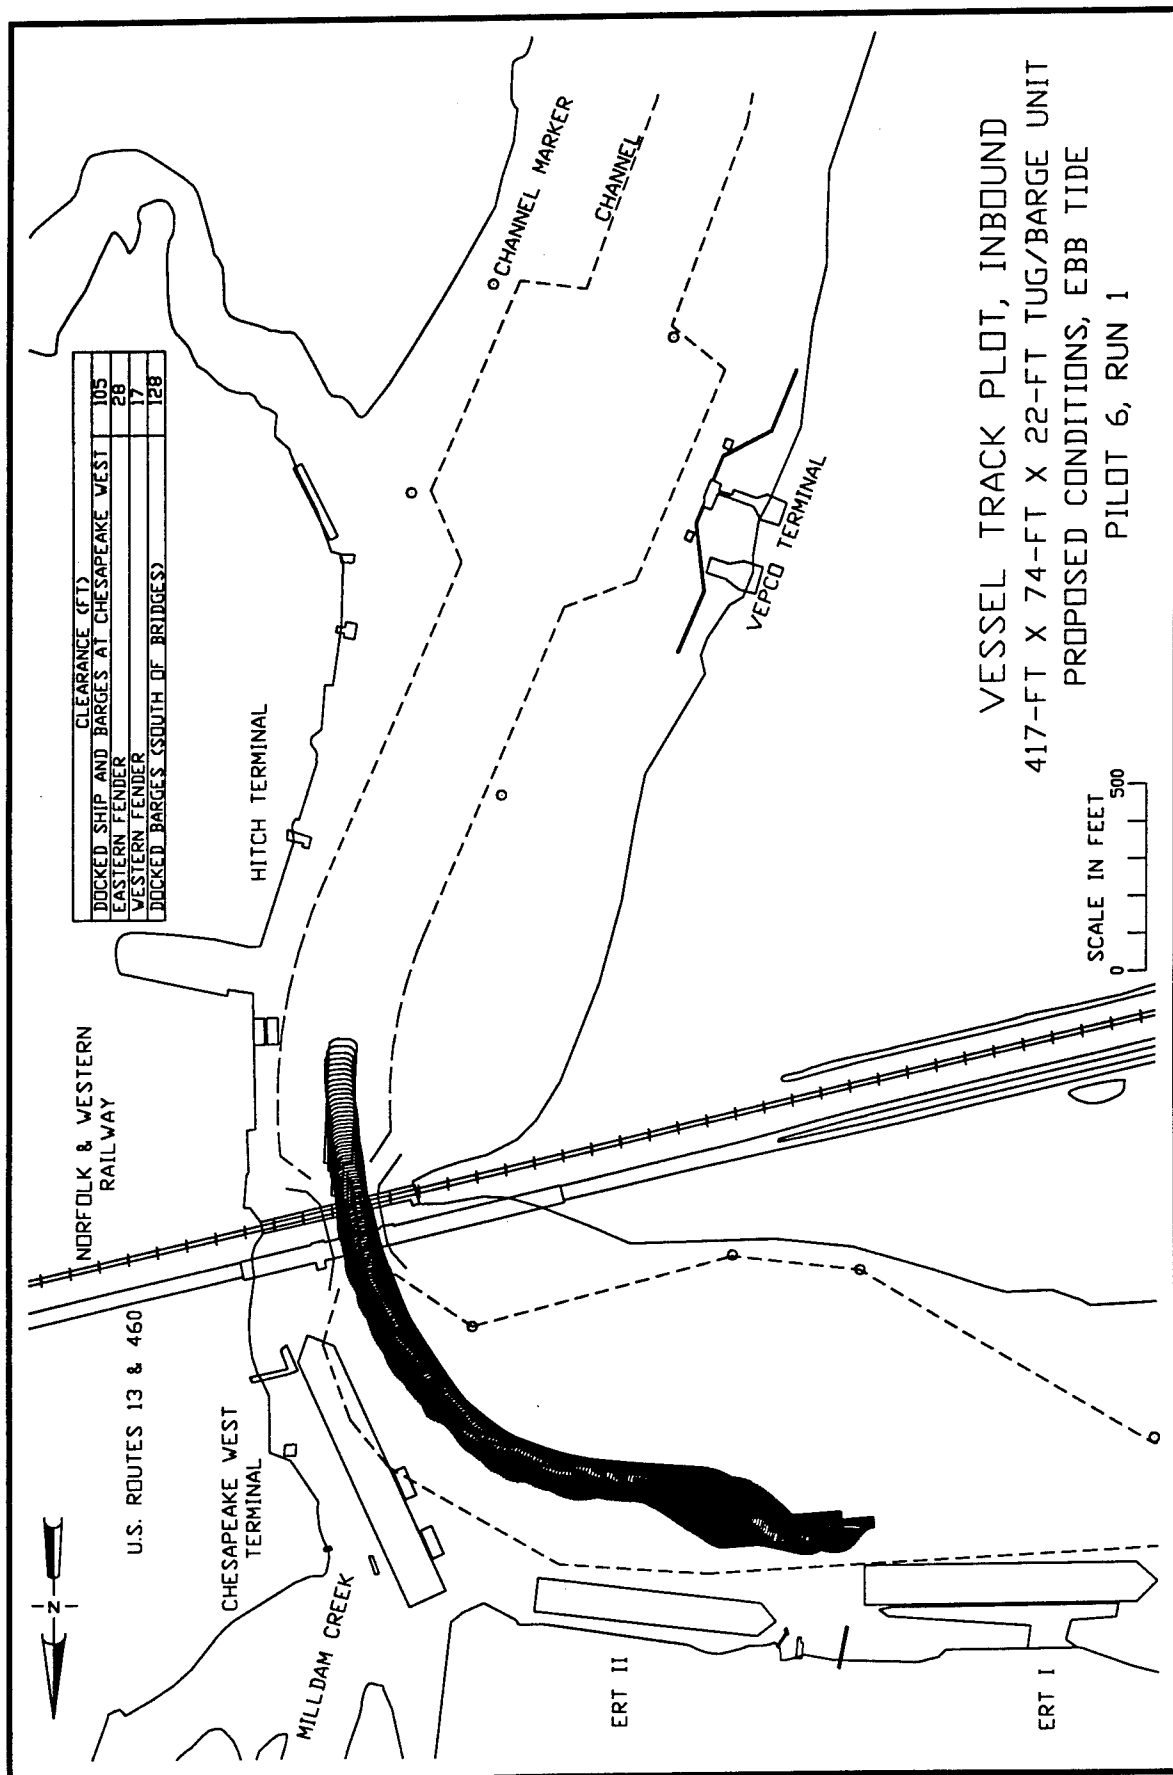 CLEARANCE (FT)
DOCKED SHIP AND BARGES AT CHESAPEAKE WEST 105
EASTERN FENDER 28
WESTERN FENDER 17
DOCKED BARGES (SOUTH OF BRIDGES) 128
NORFOLK & WESTERN
RAILWAY
HITCH TERMINAL
U.S. ROUTES 13 & 460
CHESAPEAKE WEST
TERMINAL
N
MILLDAM CREEK
ERT II
ERT I
CHANNEL MARKER
CHANNEL
VEPCO TERMINAL
SCALE IN FEET
0 500
VESSEL TRACK PLOT, INBOUND
417-FT X 74-FT X 22-FT TUG/BARGE UNIT
PROPOSED CONDITIONS, EBB TIDE
PILOT 6, RUN 1